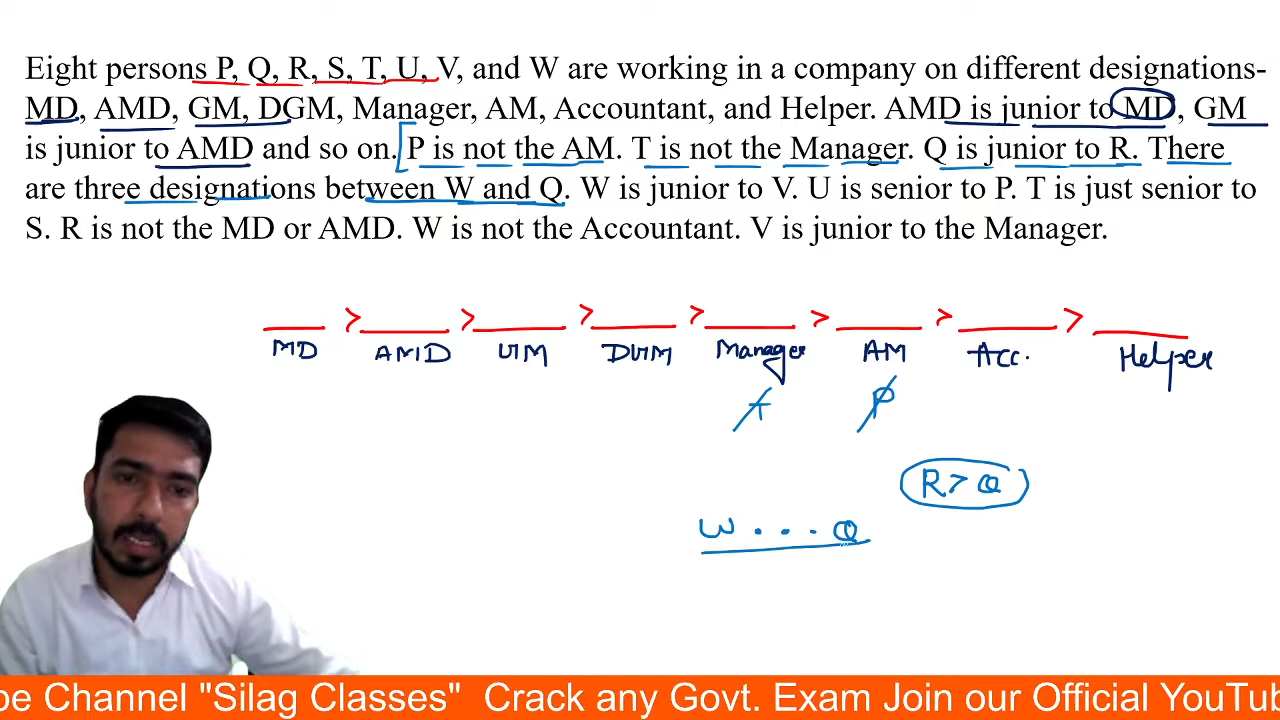 Eight persons P, Q, R, S, T, U, V, and W are working in a company on different designations-
MD, AMD, GM, DGM, Manager, AM, Accountant, and Helper. AMD is junior to MD, GM
is junior to AMD and so on. P is not the AM. T is not the Manager. Q is junior to R. There
are three designations between W and Q. W is junior to V. U is senior to P. T is just senior to
S. R is not the MD or AMD. W is not the Accountant. V is junior to the Manager.
> > > > > > >
MD AMD GM DGM Manager AM Acc. Helper
T P
R > Q
W . . . Q
be Channel "Silag Classes" Crack any Govt. Exam Join our Official YouTub